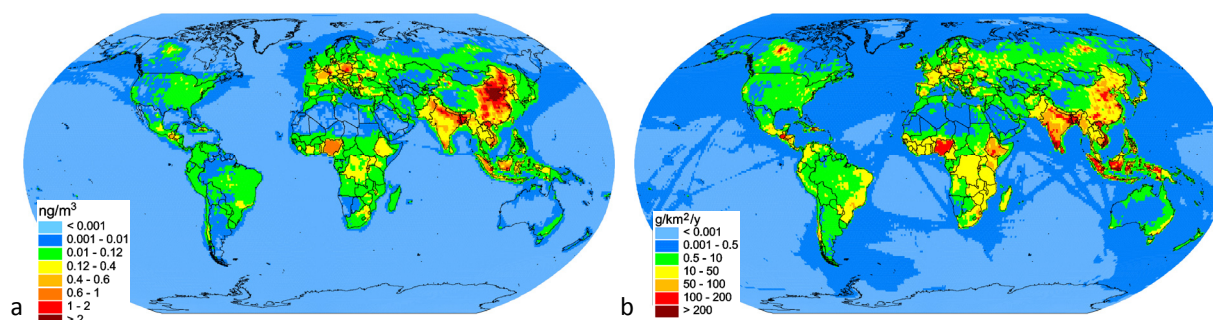 ng/m³
< 0.001
0.001 - 0.01
0.01 - 0.12
0.12 - 0.4
0.4 - 0.6
0.6 - 1
1 - 2
> 2
a
g/km²/y
< 0.001
0.001 - 0.5
0.5 - 10
10 - 50
50 - 100
100 - 200
> 200
b